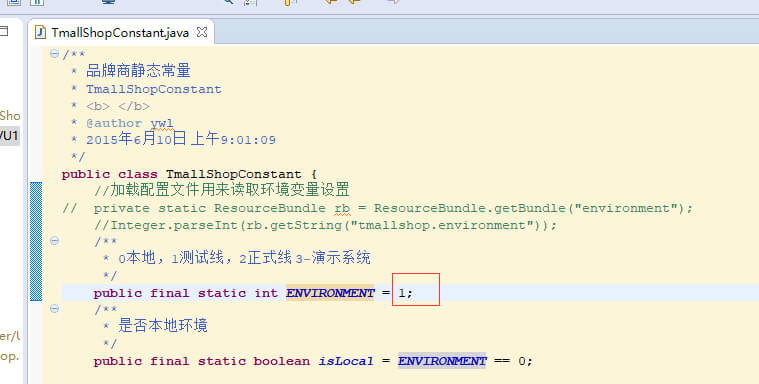 TmallShopConstant.java
/**
* 品牌商静态常量
* TmallShopConstant
* <b> </b>
* @author ywl
* 2015年6月10日 上午9:01:09
*/
public class TmallShopConstant {
//加载配置文件用来读取环境变量设置
// private static ResourceBundle rb = ResourceBundle.getBundle("environment");
//Integer.parseInt(rb.getString("tmallshop.environment"));
/**
* 0本地，1测试线，2正式线 3-演示系统
*/
public final static int ENVIRONMENT = 1;
/**
* 是否本地环境
*/
public final static boolean isLocal = ENVIRONMENT == 0;
Sho
/U1
er/U
op.